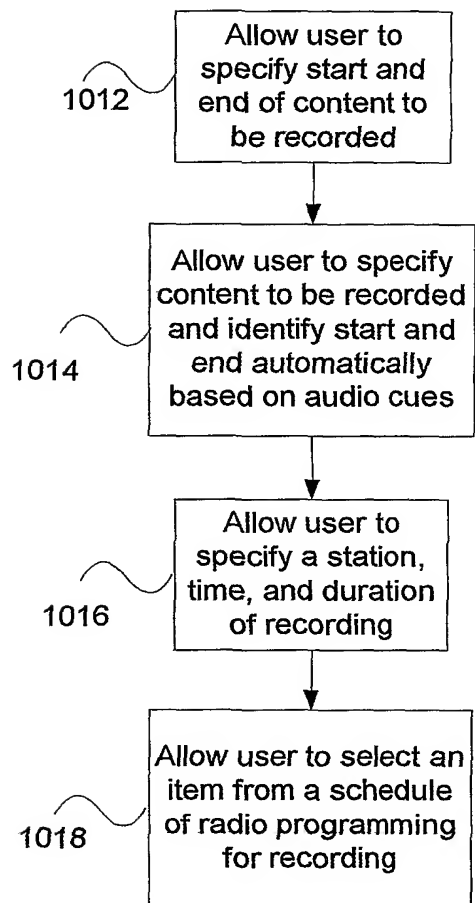 Allow user to
specify start and
end of content to
be recorded
1012
Allow user to specify
content to be recorded
and identify start and
end automatically
based on audio cues
1014
Allow user to
specify a station,
time, and duration
of recording
1016
Allow user to select an
item from a schedule
of radio programming
for recording
1018